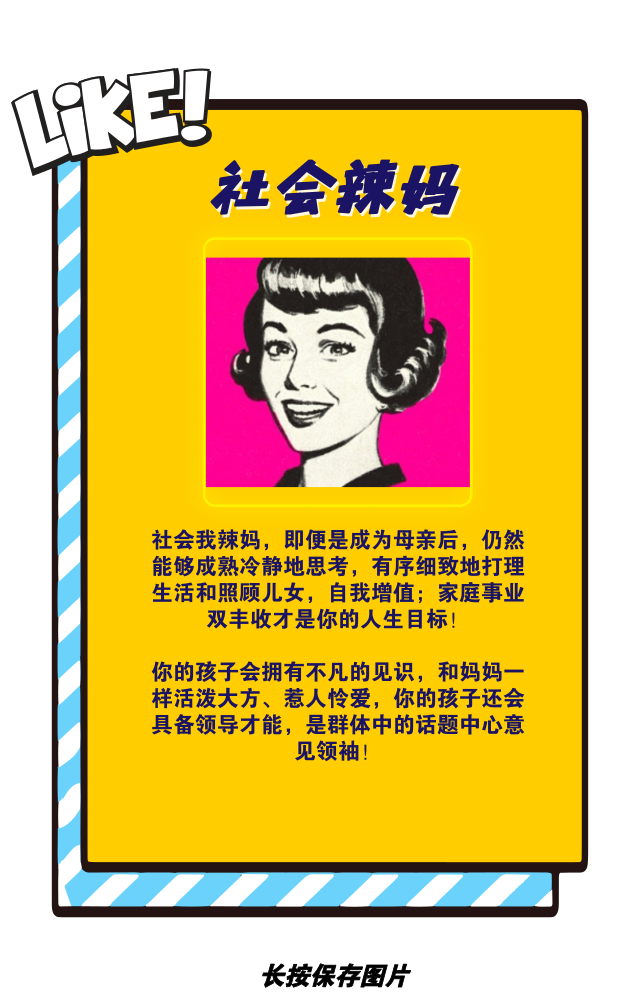 LiKE!
社会辣妈
社会我辣妈，即便是成为母亲后，仍然
能够成熟冷静地思考，有序细致地打理
生活和照顾儿女，自我增值；家庭事业
双丰收才是你的人生目标！
你的孩子会拥有不凡的见识，和妈妈一
样活泼大方、惹人怜爱，你的孩子还会
具备领导才能，是群体中的话题中心意
见领袖！
长按保存图片